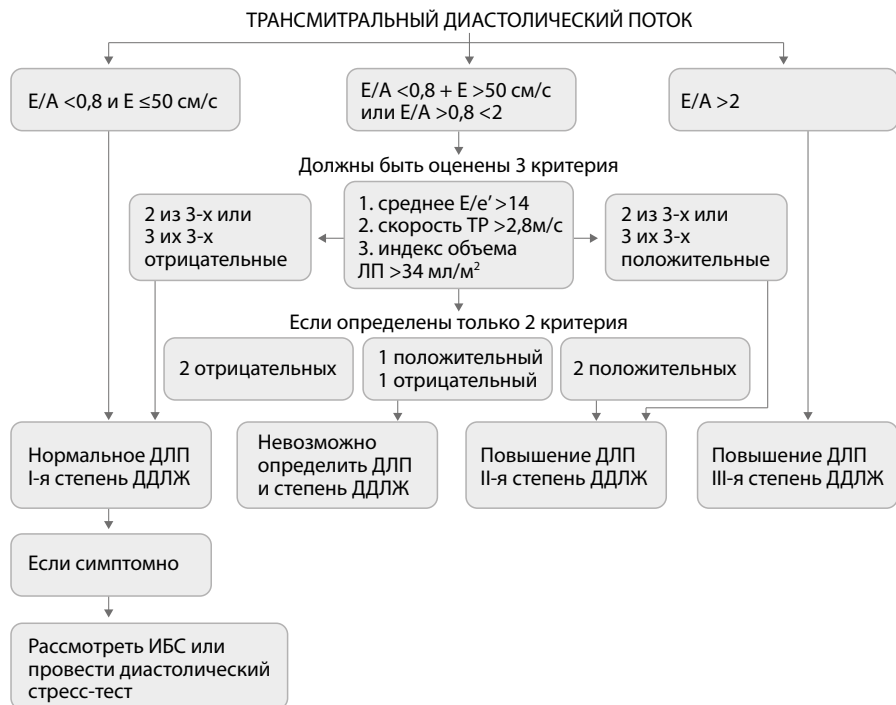 ТРАНСМИТРАЛЬНЫЙ ДИАСТОЛИЧЕСКИЙ ПОТОК
E/A <0,8 и E ≤50 см/с
E/A <0,8 + E >50 см/с
или E/A >0,8 <2
E/A >2
Должны быть оценены 3 критерия
2 из 3-х или
3 их 3-х
отрицательные
1. среднее E/e′ >14
2. скорость ТР >2,8м/с
3. индекс объема
ЛП >34 мл/м²
2 из 3-х или
3 их 3-х
положительные
Если определены только 2 критерия
2 отрицательных
1 положительный
1 отрицательный
2 положительных
Нормальное ДЛП
I-я степень ДДЛЖ
Невозможно
определить ДЛП
и степень ДДЛЖ
Повышение ДЛП
II-я степень ДДЛЖ
Повышение ДЛП
III-я степень ДДЛЖ
Если симптомно
Рассмотреть ИБС или
провести диастолический
стресс-тест